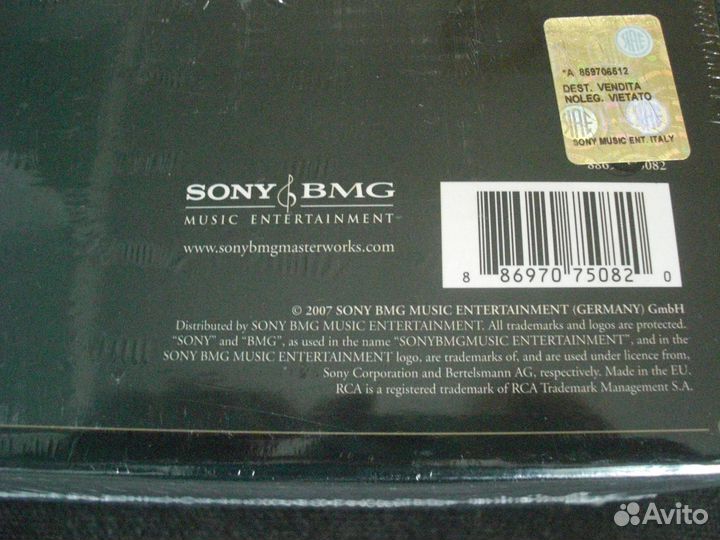 SIAE
*A 859706512
DEST. VENDITA
NOLEG. VIETATO
SIAE SIAE
SONY MUSIC ENT. ITALY
SONY BMG
MUSIC ENTERTAINMENT
www.sonybmgmasterworks.com
8 86970 75082 0
© 2007 SONY BMG MUSIC ENTERTAINMENT (GERMANY) GmbH
Distributed by SONY BMG MUSIC ENTERTAINMENT. All trademarks and logos are protected.
"SONY" and "BMG", as used in the name "SONYBMGMUSIC ENTERTAINMENT", and in the
SONY BMG MUSIC ENTERTAINMENT logo, are trademarks of, and are used under licence from,
Sony Corporation and Bertelsmann AG, respectively. Made in the EU.
RCA is a registered trademark of RCA Trademark Management S.A.
Avito